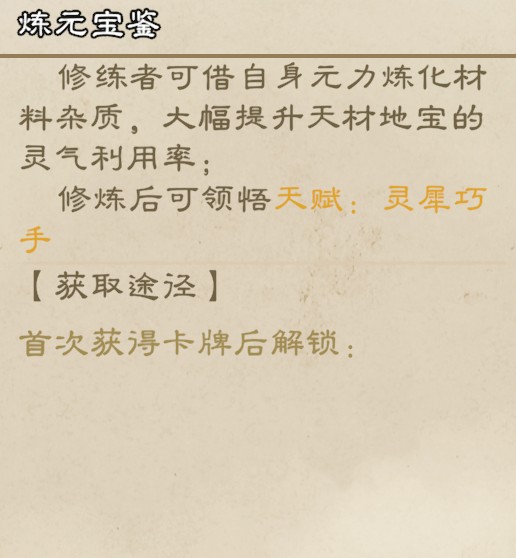 炼元宝鉴
修练者可借自身元力炼化材
料杂质，大幅提升天材地宝的
灵气利用率；
修炼后可领悟天赋：灵犀巧
手
【获取途径】
首次获得卡牌后解锁：